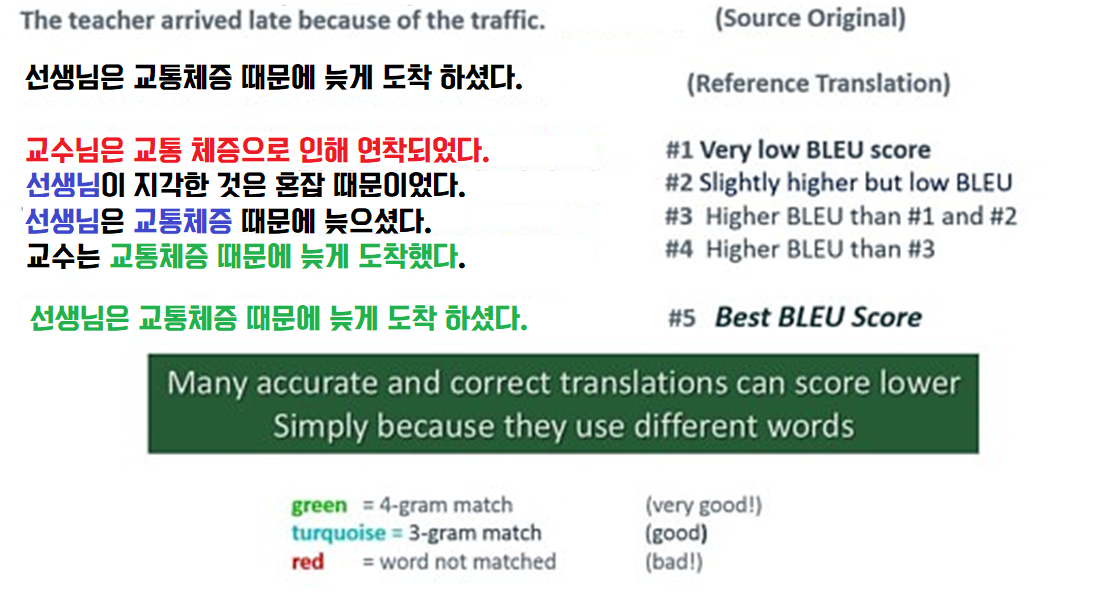 The teacher arrived late because of the traffic. (Source Original)
선생님은 교통체증 때문에 늦게 도착 하셨다. (Reference Translation)
교수님은 교통 체증으로 인해 연착되었다. #1 Very low BLEU score
선생님이 지각한 것은 혼잡 때문이었다. #2 Slightly higher but low BLEU
선생님은 교통체증 때문에 늦으셨다. #3 Higher BLEU than #1 and #2
교수는 교통체증 때문에 늦게 도착했다. #4 Higher BLEU than #3
선생님은 교통체증 때문에 늦게 도착 하셨다. #5 Best BLEU Score
Many accurate and correct translations can score lower
Simply because they use different words
green = 4-gram match (very good!)
turquoise = 3-gram match (good)
red = word not matched (bad!)